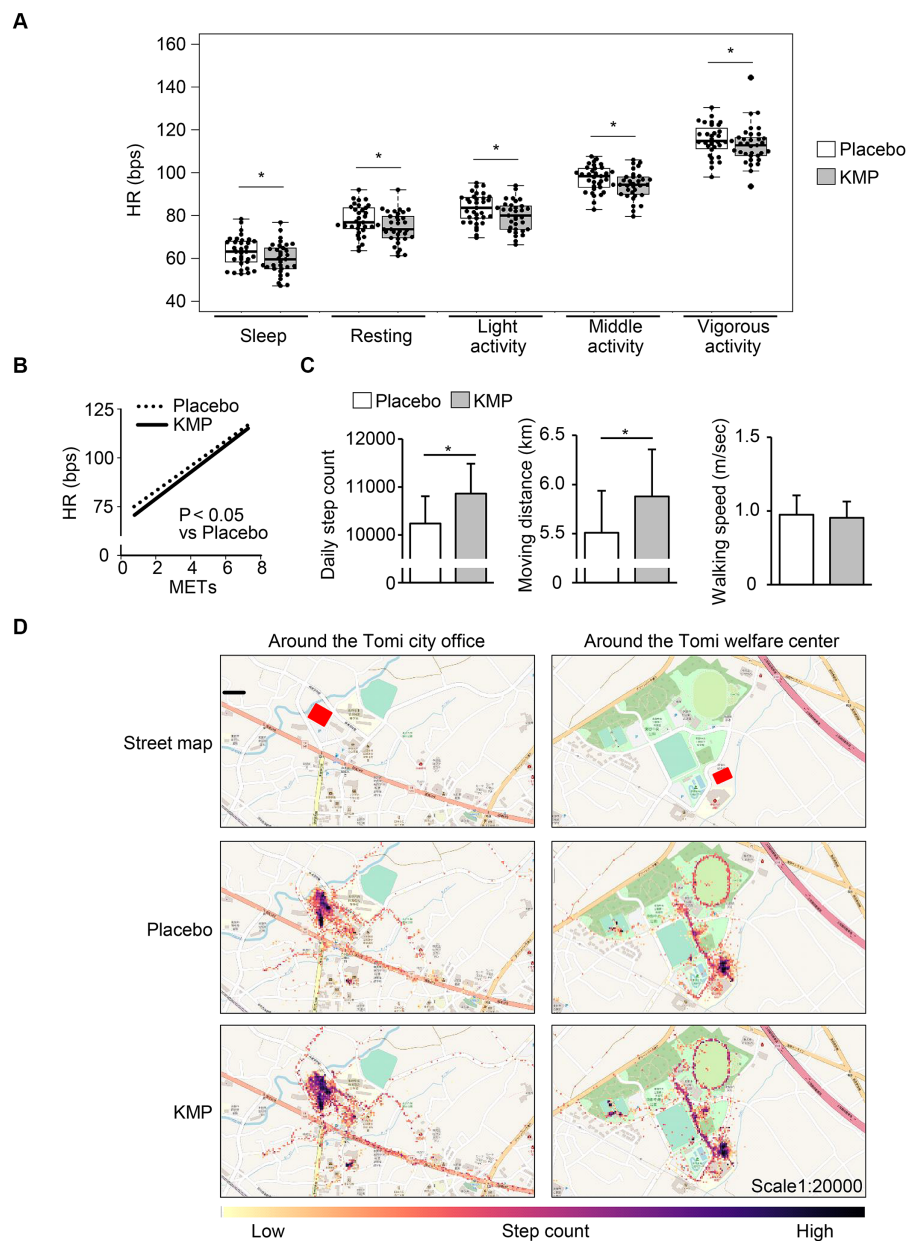 A
HR (bps)
160
140
120
100
80
60
40
*
*
*
*
*
Placebo
KMP
Sleep
Resting
Light
activity
Middle
activity
Vigorous
activity
B
HR (bps)
125
100
75
0
Placebo
KMP
P < 0.05
vs Placebo
0 2 4 6 8
METs
C
Placebo
KMP
Daily step count
12000
11000
10000
0
*
Moving distance (km)
6.5
6.0
5.5
0
*
Walking speed (m/sec)
1.5
1.0
0
D
Around the Tomi city office
Around the Tomi welfare center
Street map
Placebo
KMP
Scale1:20000
Low
Step count
High